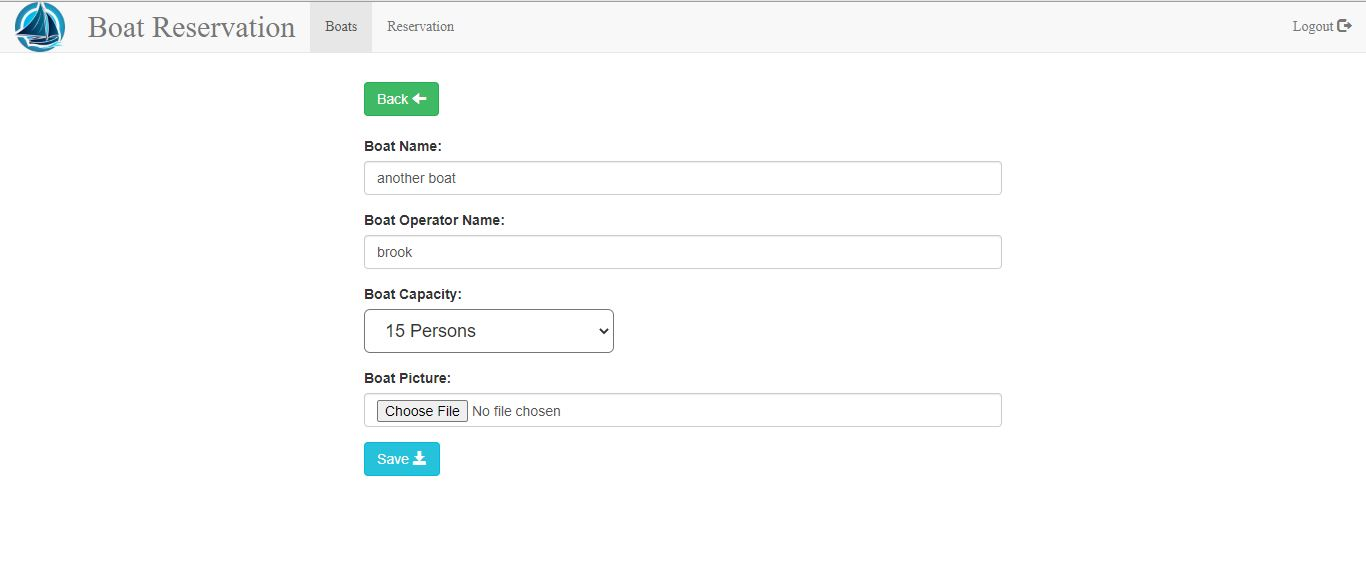 Boat Reservation Boats Reservation Logout
Back
Boat Name:
another boat
Boat Operator Name:
brook
Boat Capacity:
15 Persons
Boat Picture:
Choose File No file chosen
Save